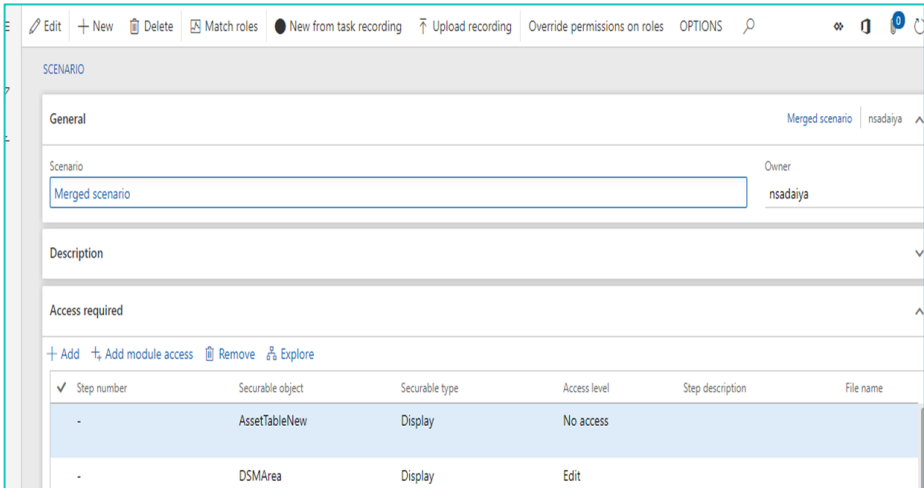 Edit New Delete Match roles New from task recording Upload recording Override permissions on roles OPTIONS 0
SCENARIO
General Merged scenario nsadaiya
Scenario Owner
Merged scenario nsadaiya
Description
Access required
Add Add module access Remove Explore
Step number Securable object Securable type Access level Step description File name
- AssetTableNew Display No access
- DSMArea Display Edit